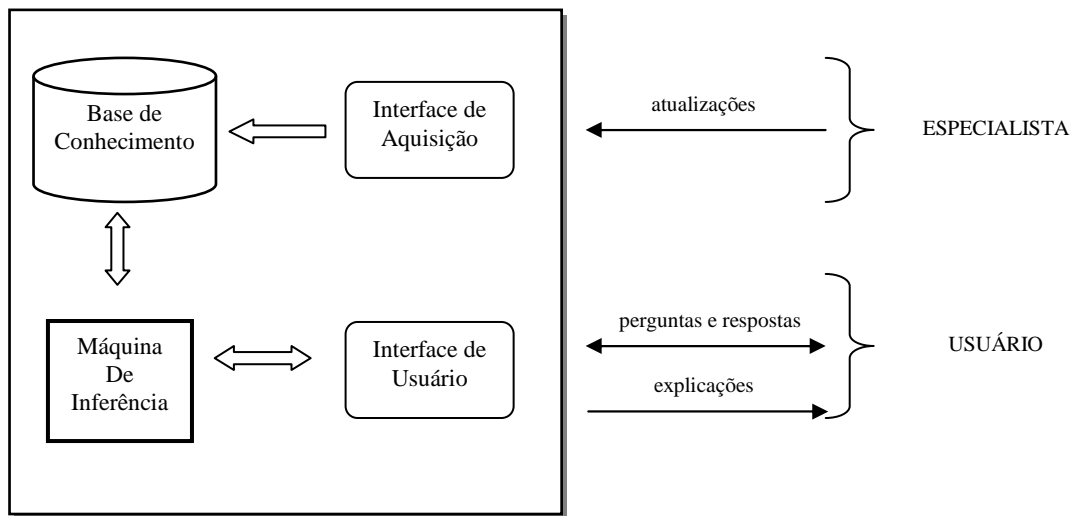 Base de
Conhecimento
Interface de
Aquisição
atualizações
ESPECIALISTA
Máquina
De
Inferência
Interface de
Usuário
perguntas e respostas
explicações
USUÁRIO